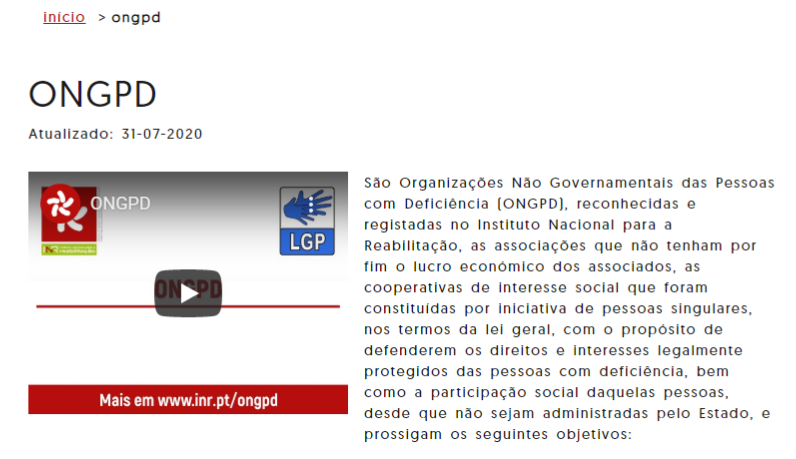 início > ongpd
ONGPD
Atualizado: 31-07-2020
ONGPD
LGP
ONGPD
Mais em www.inr.pt/ongpd
São Organizações Não Governamentais das Pessoas
com Deficiência (ONGPD), reconhecidas e
registadas no Instituto Nacional para a
Reabilitação, as associações que não tenham por
fim o lucro económico dos associados, as
cooperativas de interesse social que foram
constituídas por iniciativa de pessoas singulares,
nos termos da lei geral, com o propósito de
defenderem os direitos e interesses legalmente
protegidos das pessoas com deficiência, bem
como a participação social daquelas pessoas,
desde que não sejam administradas pelo Estado, e
prossigam os seguintes objetivos: